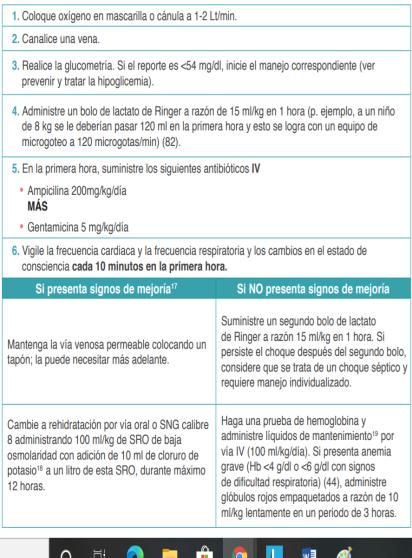 1. Coloque oxígeno en mascarilla o cánula a 1-2 Lt/min.
2. Canalice una vena.
3. Realice la glucometría. Si el reporte es <54 mg/dl, inicie el manejo correspondiente (ver
prevenir y tratar la hipoglicemia).
4. Administre un bolo de lactato de Ringer a razón de 15 ml/kg en 1 hora (p. ejemplo, a un niño
de 8 kg se le deberían pasar 120 ml en la primera hora y esto se logra con un equipo de
microgoteo a 120 microgotas/min) (82).
5. En la primera hora, suministre los siguientes antibióticos IV
• Ampicilina 200mg/kg/día
MÁS
• Gentamicina 5 mg/kg/día
6. Vigile la frecuencia cardiaca y la frecuencia respiratoria y los cambios en el estado de
consciencia cada 10 minutos en la primera hora.
Si presenta signos de mejoría17
Si NO presenta signos de mejoría
Mantenga la vía venosa permeable colocando un
tapón; la puede necesitar más adelante.
Suministre un segundo bolo de lactato
de Ringer a razón 15 ml/kg en 1 hora. Si
persiste el choque después del segundo bolo,
considere que se trata de un choque séptico y
requiere manejo individualizado.
Cambie a rehidratación por vía oral o SNG calibre
8 administrando 100 ml/kg de SRO de baja
osmolaridad con adición de 10 ml de cloruro de
potasio18 a un litro de esta SRO, durante máximo
12 horas.
Haga una prueba de hemoglobina y
administre líquidos de mantenimiento19 por
vía IV (100 ml/kg/día). Si presenta anemia
grave (Hb <4 g/dl o <6 g/dl con signos
de dificultad respiratoria) (44), administre
glóbulos rojos empaquetados a razón de 10
ml/kg lentamente en un periodo de 3 horas.